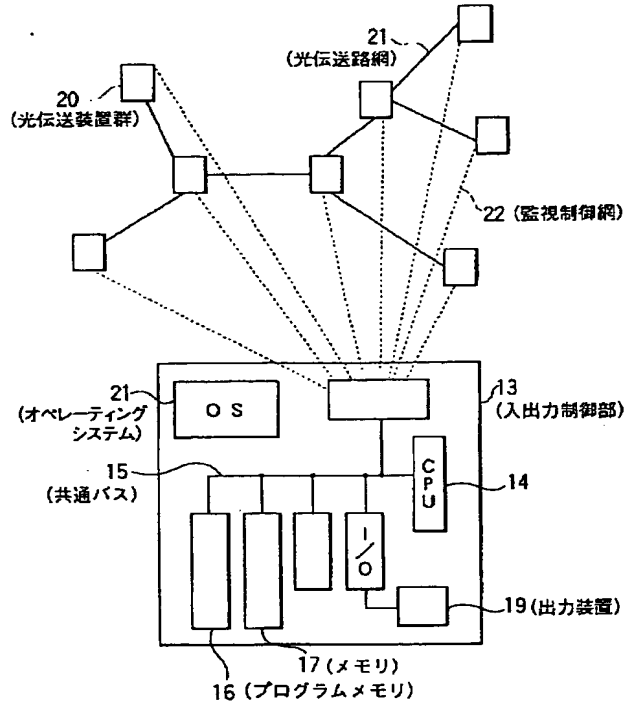 21
(光伝送路網)
20
(光伝送装置群)
22 (監視制御網)
21
(オペレーティング
システム)
OS
13
(入出力制御部)
15
(共通バス)
CPU
14
I/O
19 (出力装置)
17 (メモリ)
16 (プログラムメモリ)